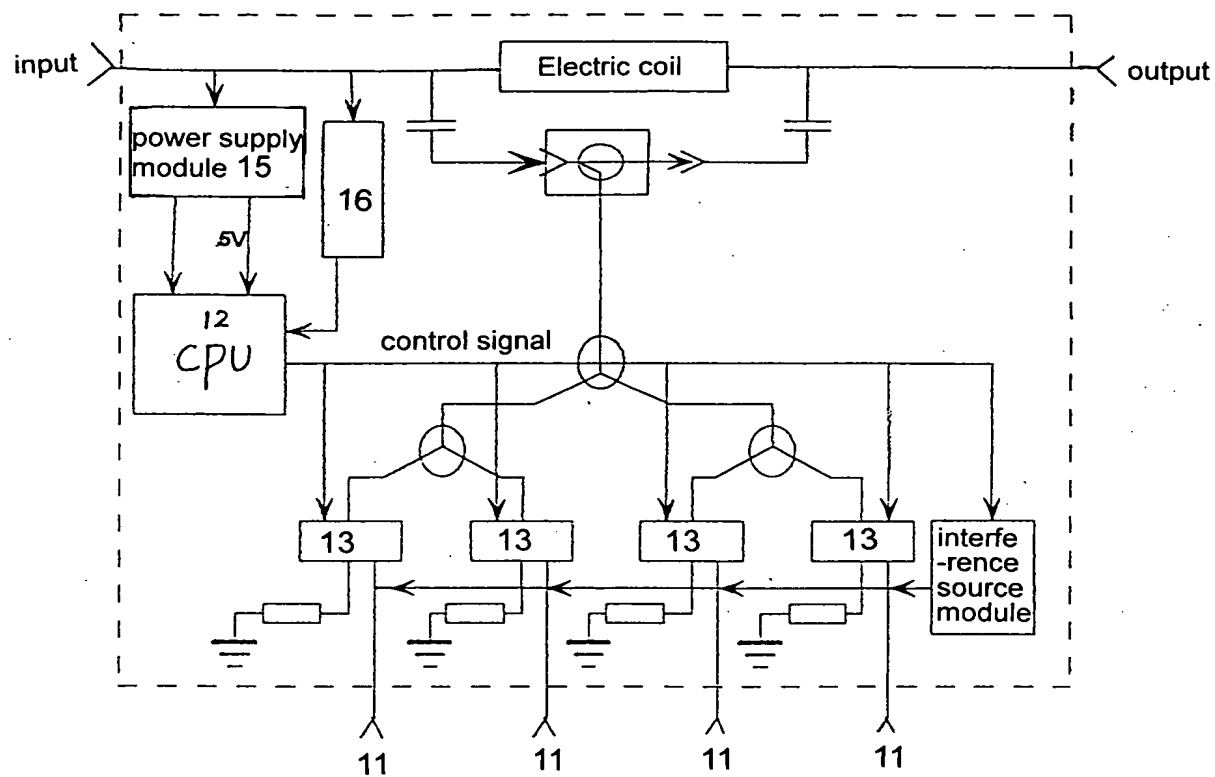 input
Electric coil
output
power supply
module 15
16
5V
12
CPU
control signal
13
13
13
13
interfe
-rence
source
module
11
11
11
11